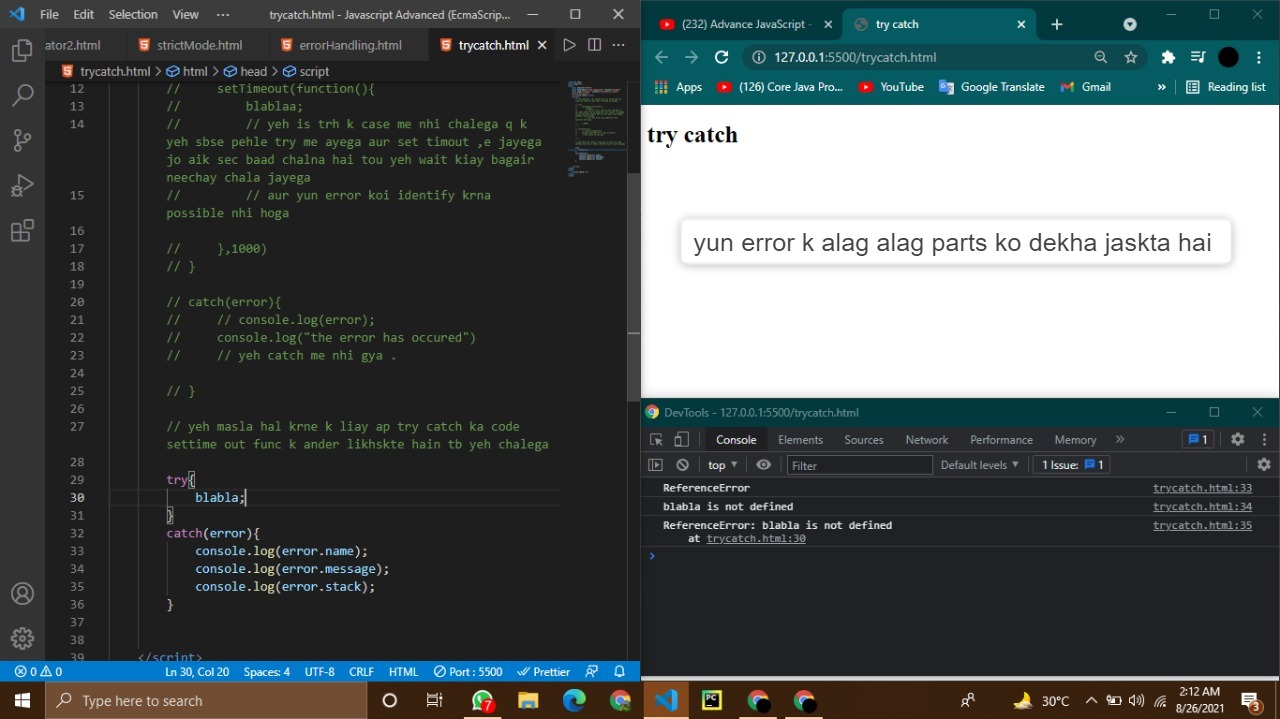 File Edit Selection View ··· trycatch.html - Javascript Advanced (EcmaScrip...
ator2.html strictMode.html errorHandling.html trycatch.html
trycatch.html > html > head > script
12 // setTimeout(function(){
13 // blablaa;
14 // // yeh is trh k case me nhi chalega q k
yeh sbse pehle try me ayega aur set timout ,e jayega
jo aik sec baad chalna hai tou yeh wait kiay bagair
neechay chala jayega
15 // // aur yun error koi identify krna
possible nhi hoga
16
17 // },1000)
18 // }
19
20 // catch(error){
21 // // console.log(error);
22 // console.log("the error has occured")
23 // // yeh catch me nhi gya .
24
25 // }
26
27 // yeh masla hal krne k liay ap try catch ka code
settime out func k ander likhskte hain tb yeh chalega
28
29 try{
30 blabla;
31 }
32 catch(error){
33 console.log(error.name);
34 console.log(error.message);
35 console.log(error.stack);
36 }
37
38
39 </script>
0 0 Ln 30, Col 20 Spaces: 4 UTF-8 CRLF HTML Port : 5500 Prettier
(232) Advance JavaScript - try catch
127.0.0.1:5500/trycatch.html
Apps (126) Core Java Pro... YouTube Google Translate Gmail » Reading list
try catch
yun error k alag alag parts ko dekha jaskta hai
DevTools - 127.0.0.1:5500/trycatch.html
Console Elements Sources Network Performance Memory » 1
top Filter Default levels 1 Issue: 1
ReferenceError trycatch.html:33
blabla is not defined trycatch.html:34
ReferenceError: blabla is not defined trycatch.html:35
at trycatch.html:30
Type here to search 7 PC 30°C 2:12 AM
8/26/2021 3